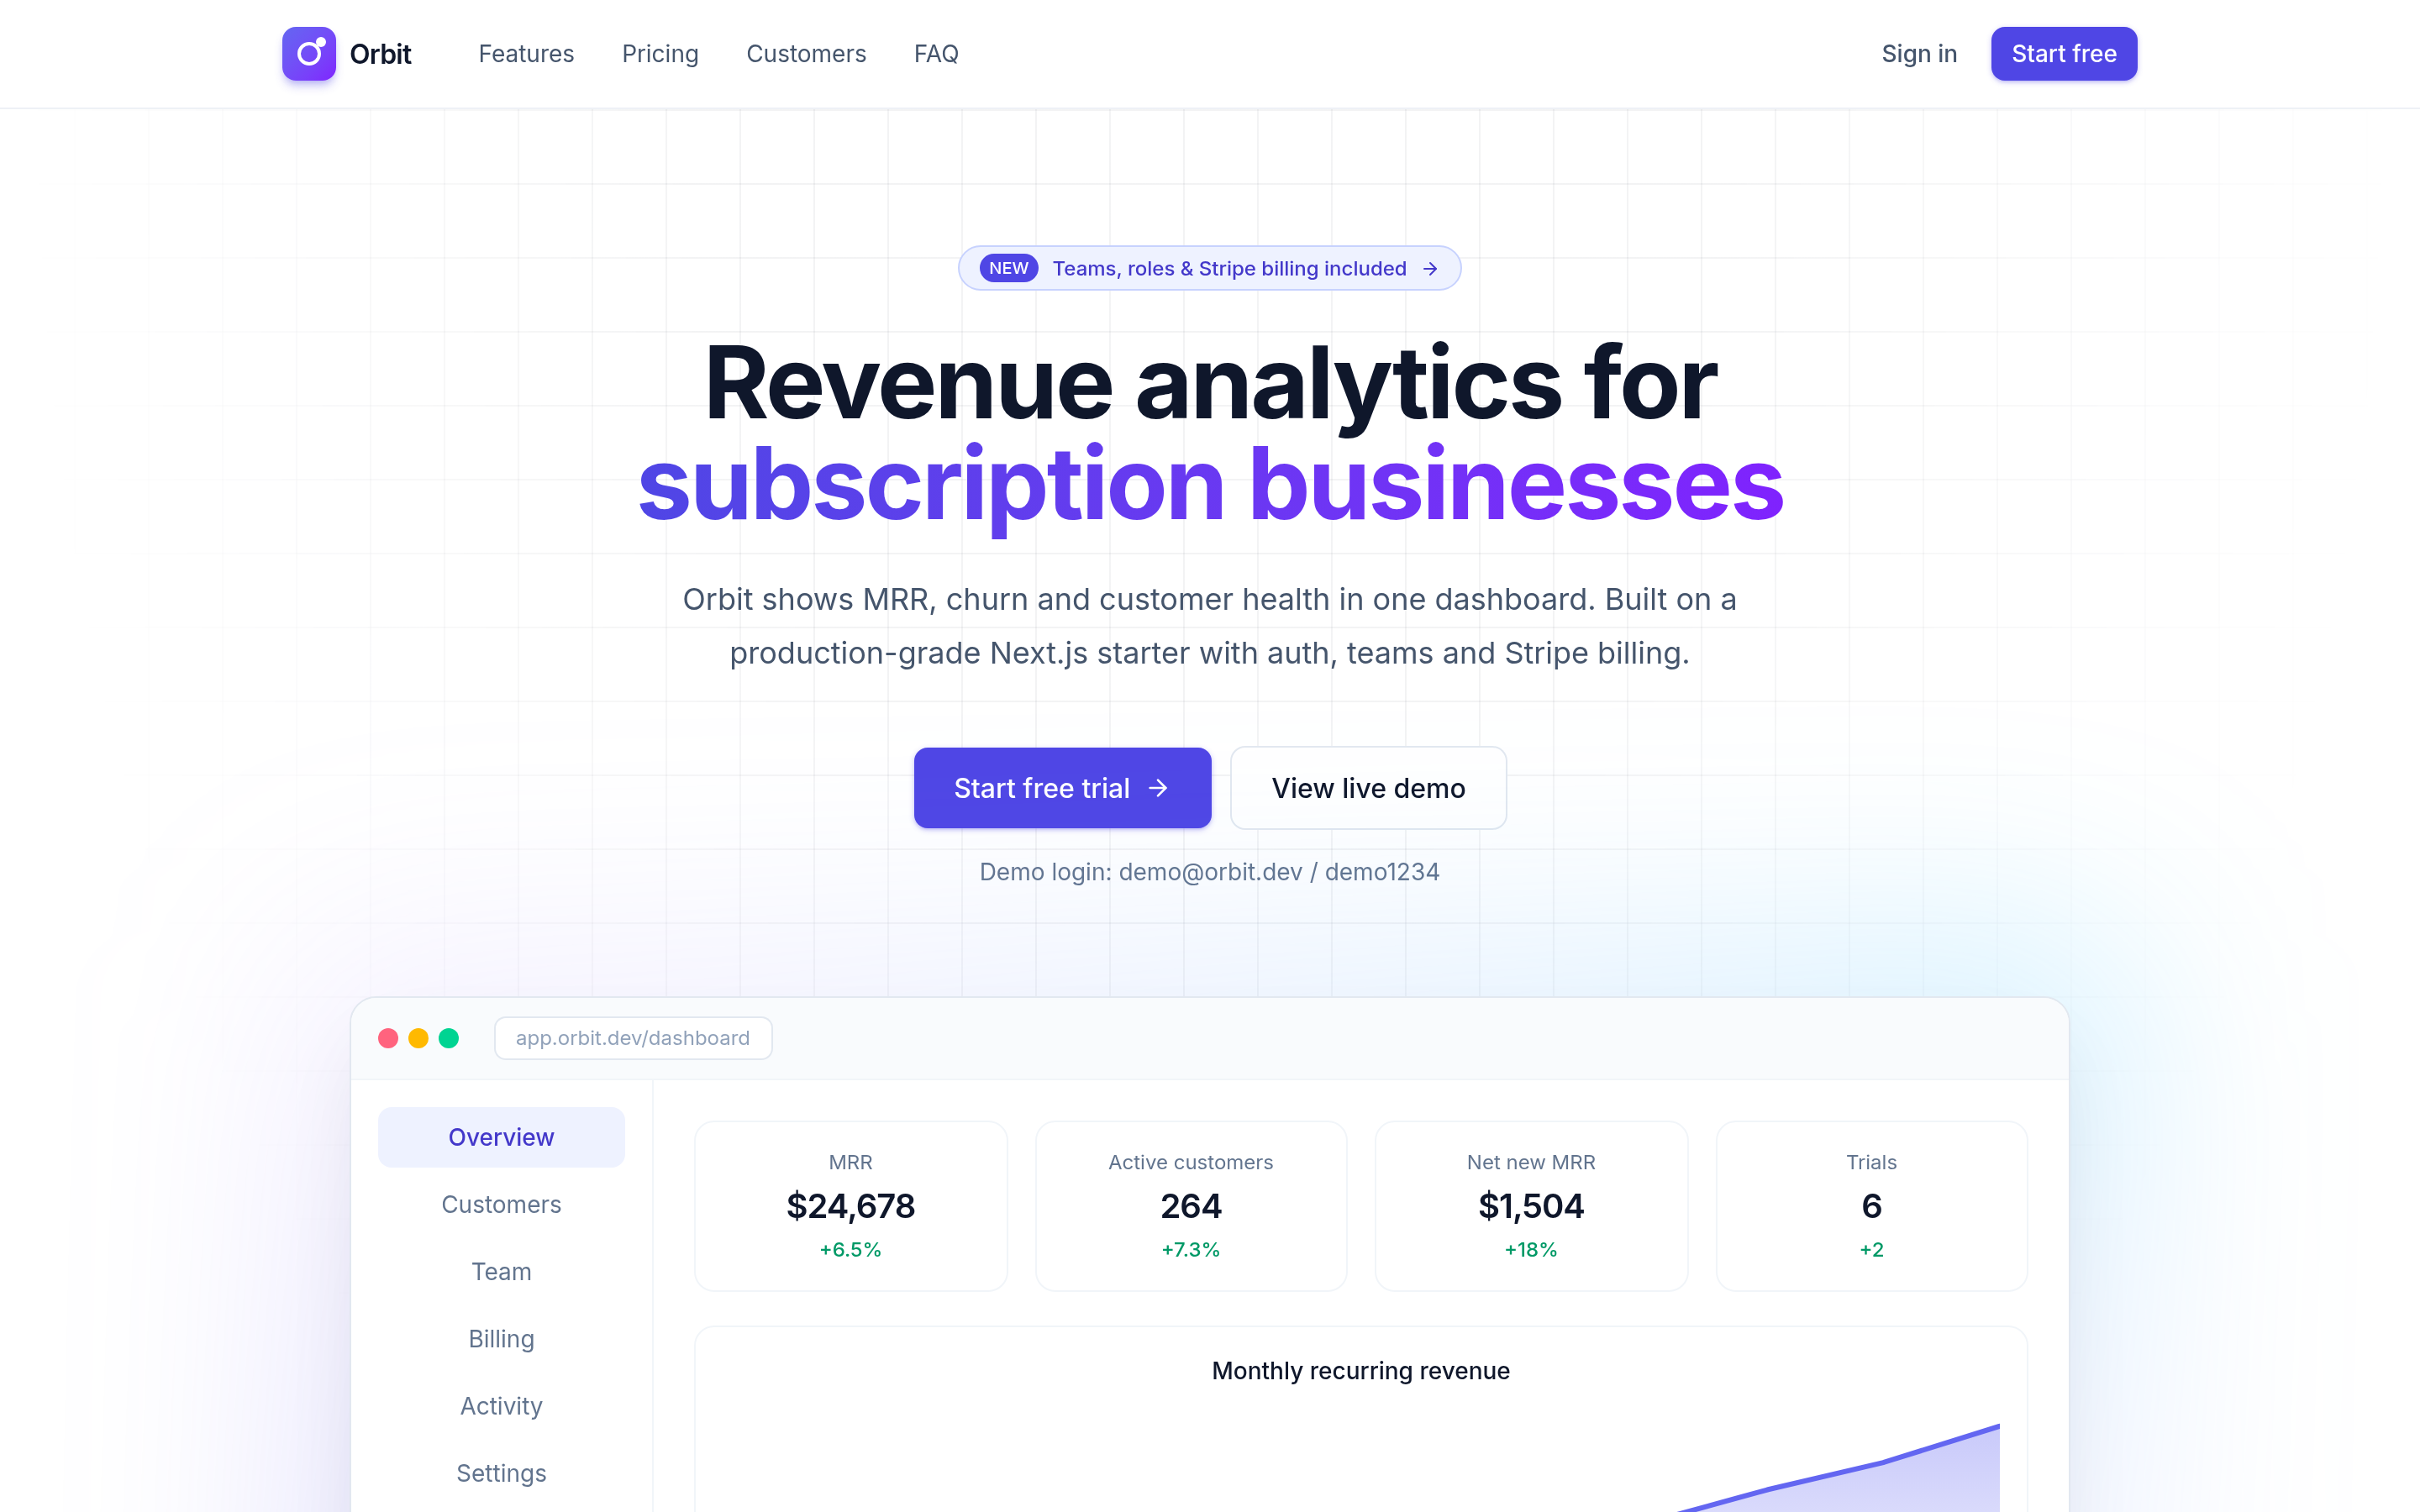 Orbit
Features
Pricing
Customers
FAQ
Sign in
Start free
NEW Teams, roles & Stripe billing included
Revenue analytics for
subscription businesses
Orbit shows MRR, churn and customer health in one dashboard. Built on a
production-grade Next.js starter with auth, teams and Stripe billing.
Start free trial
View live demo
Demo login: demo@orbit.dev / demo1234
app.orbit.dev/dashboard
Overview
Customers
Team
Billing
Activity
Settings
MRR
$24,678
+6.5%
Active customers
264
+7.3%
Net new MRR
$1,504
+18%
Trials
6
+2
Monthly recurring revenue